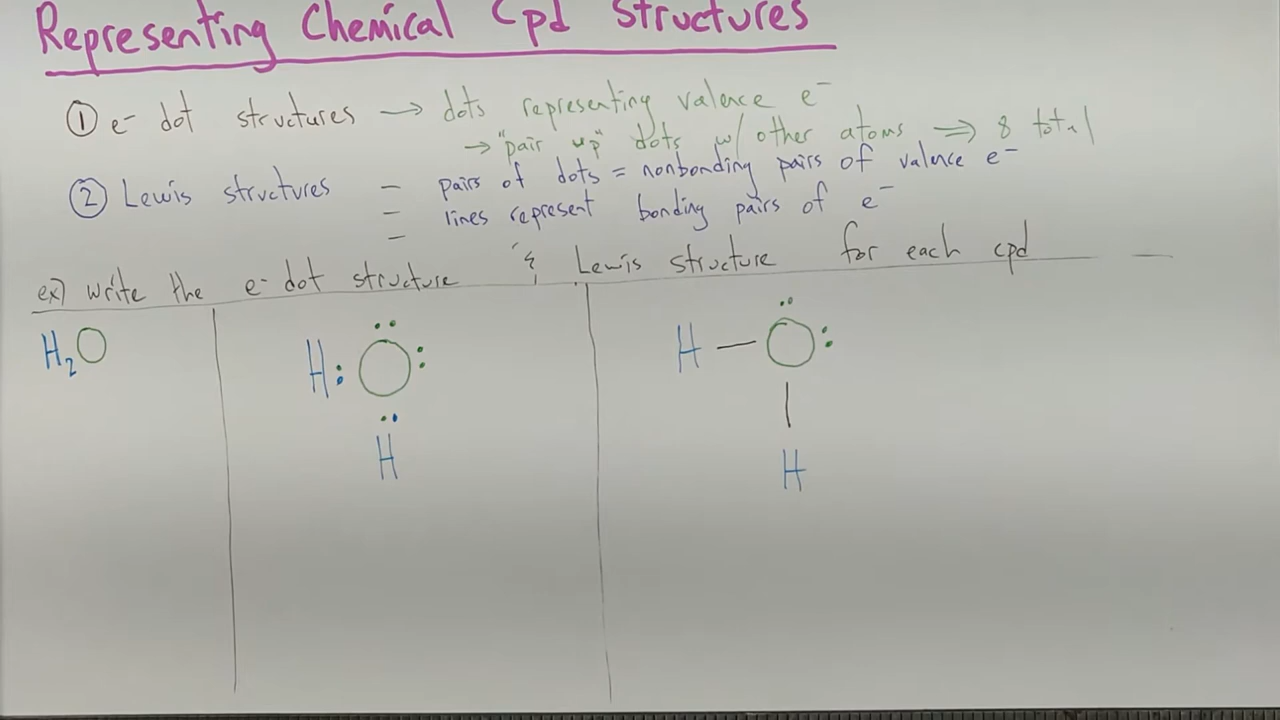 Representing Chemical Cpd Structures
① e⁻ dot structures → dots representing valence e⁻
→ "pair up" dots w/ other atoms ⇒ 8 total
② Lewis structures – pairs of dots = nonbonding pairs of valence e⁻
– lines represent bonding pairs of e⁻
–
ex) write the e⁻ dot structure & Lewis structure for each cpd
H₂O
H : O
H
H — O
H